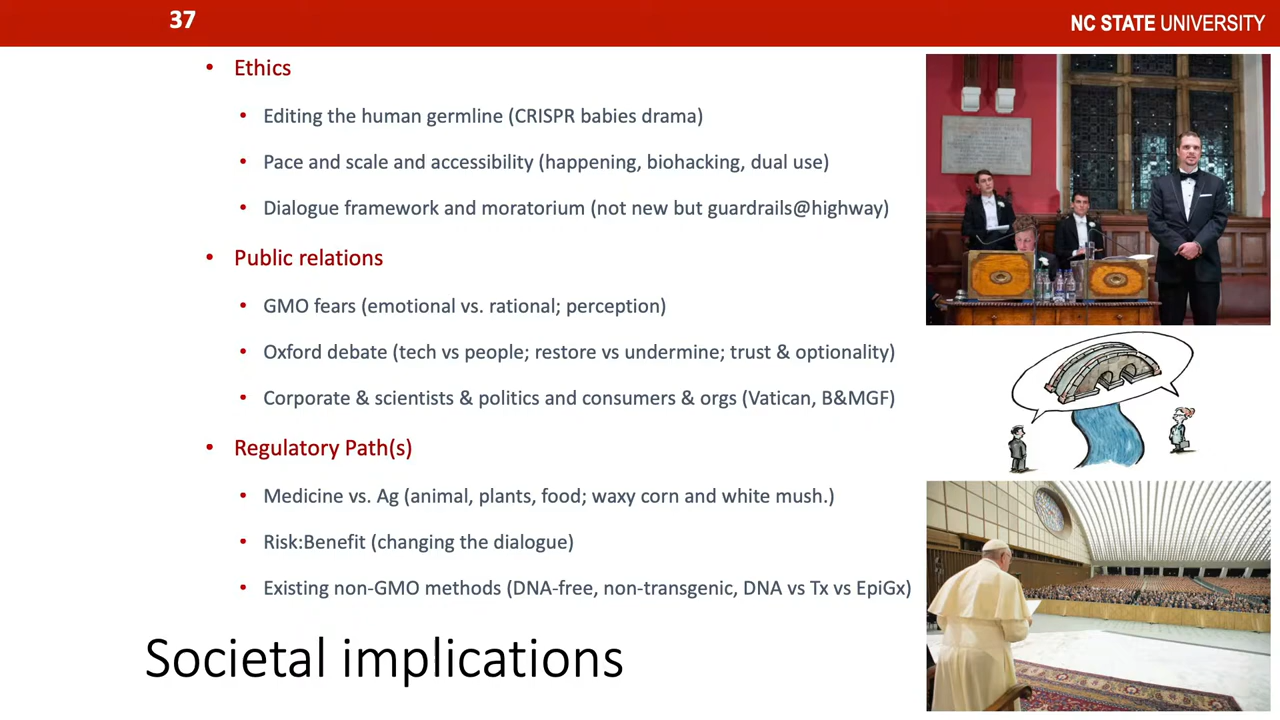 37
NC STATE UNIVERSITY
• Ethics
• Editing the human germline (CRISPR babies drama)
• Pace and scale and accessibility (happening, biohacking, dual use)
• Dialogue framework and moratorium (not new but guardrails@highway)
• Public relations
• GMO fears (emotional vs. rational; perception)
• Oxford debate (tech vs people; restore vs undermine; trust & optionality)
• Corporate & scientists & politics and consumers & orgs (Vatican, B&MGF)
• Regulatory Path(s)
• Medicine vs. Ag (animal, plants, food; waxy corn and white mush.)
• Risk:Benefit (changing the dialogue)
• Existing non-GMO methods (DNA-free, non-transgenic, DNA vs Tx vs EpiGx)
Societal implications